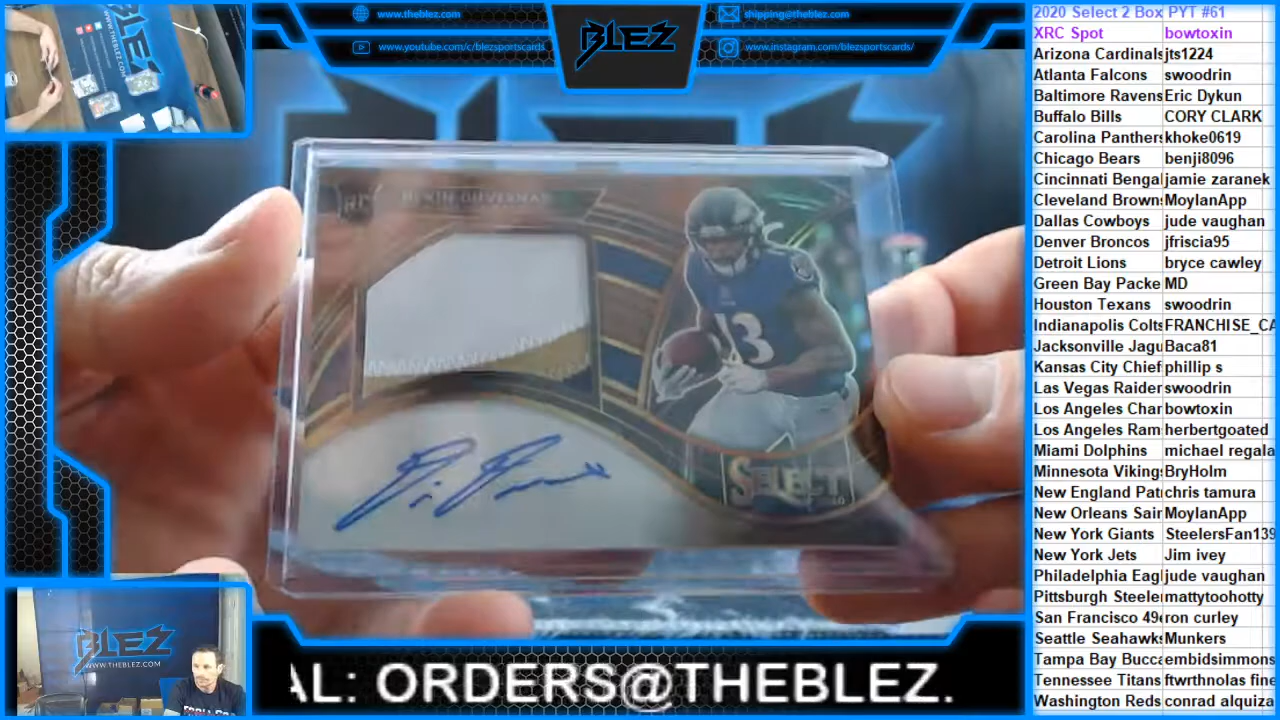 www.theblez.com
BLEZ
shipping@theblez.com
www.youtube.com/c/blezsportscards
www.instagram.com/blezsportscards/
SELECT
13
BLEZ
WWW.THEBLEZ.COM
AL: ORDERS@THEBLEZ.
2020 Select 2 Box PYT #61
XRC Spot bowtoxin
Arizona Cardinals jts1224
Atlanta Falcons swoodrin
Baltimore Ravens Eric Dykun
Buffalo Bills CORY CLARK
Carolina Panthers khoke0619
Chicago Bears benji8096
Cincinnati Bengal jamie zaranek
Cleveland Browns MoylanApp
Dallas Cowboys jude vaughan
Denver Broncos jfriscia95
Detroit Lions bryce cawley
Green Bay Packe MD
Houston Texans swoodrin
Indianapolis Colts FRANCHISE_CA
Jacksonville Jagu Baca81
Kansas City Chief phillip s
Las Vegas Raider swoodrin
Los Angeles Char bowtoxin
Los Angeles Ram herbertgoated
Miami Dolphins michael regala
Minnesota Viking BryHolm
New England Pat chris tamura
New Orleans Sair MoylanApp
New York Giants SteelersFan139
New York Jets Jim ivey
Philadelphia Eagl jude vaughan
Pittsburgh Steele mattytoohotty
San Francisco 49e ron curley
Seattle Seahawks Munkers
Tampa Bay Bucca embidsimmons
Tennessee Titans ftwrthnolas fine
Washington Reds conrad alquiza